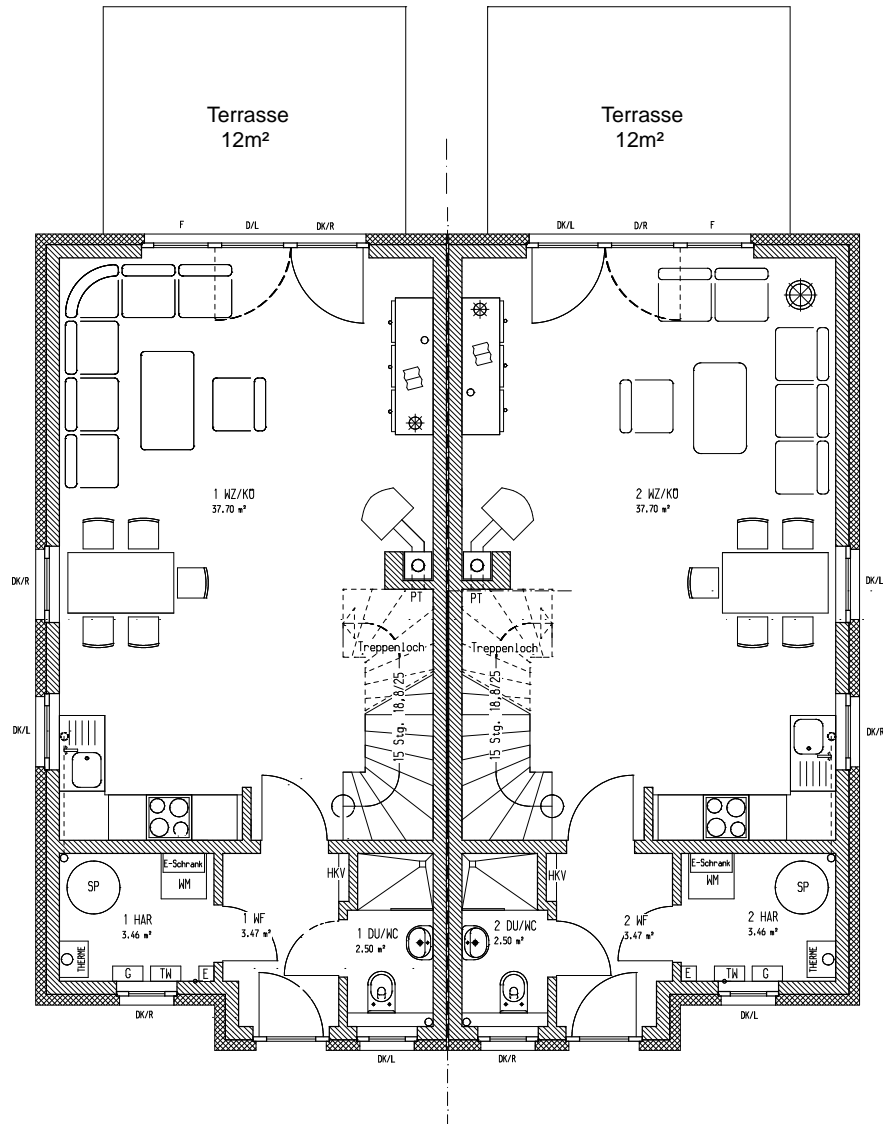 Terrasse
12m²
Terrasse
12m²
F
D/L
DK/R
DK/L
D/R
F
1 WZ/KÜ
37.70 m²
2 WZ/KÜ
37.70 m²
DK/R
DK/L
PT
PT
Treppenloch
Treppenloch
15 Stg. 18,8/25
15 Stg. 18,8/25
DK/L
DK/R
E-Schrank
WM
HKV
HKV
E-Schrank
WM
SP
SP
1 HAR
3.46 m²
1 WF
3.47 m²
1 DU/WC
2.50 m²
2 DU/WC
2.50 m²
2 WF
3.47 m²
2 HAR
3.46 m²
THERME
G
TW
E
E
TW
G
THERME
DK/R
DK/L
DK/L
DK/R